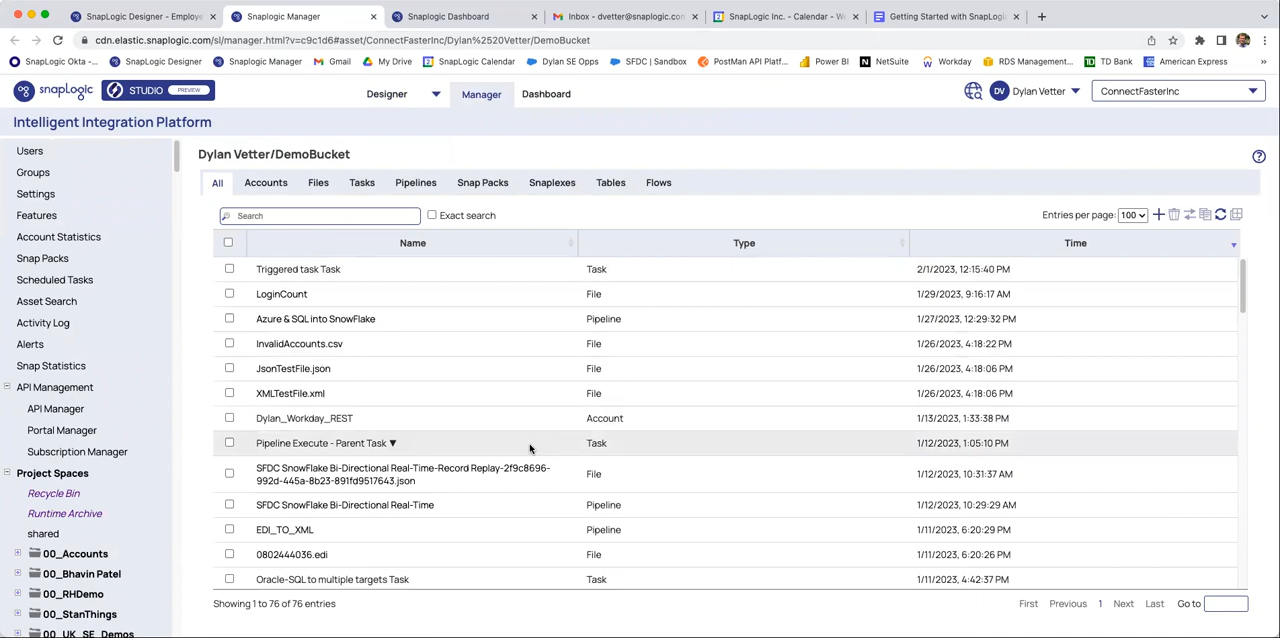 SnapLogic Designer - Employe
Snaplogic Manager
Snaplogic Dashboard
Inbox - dvetter@snaplogic.con
SnapLogic Inc. - Calendar - W
Getting Started with SnapLogi
cdn.elastic.snaplogic.com/sl/manager.html?v=c9c1d6#asset/ConnectFasterInc/Dylan%2520Vetter/DemoBucket
SnapLogic Okta -...
SnapLogic Designer
Snaplogic Manager
Gmail
My Drive
SnapLogic Calendar
Dylan SE Opps
SFDC | Sandbox
PostMan API Platf...
Power BI
NetSuite
Workday
RDS Management...
TD Bank
American Express
»
snapLogic
STUDIO PREVIEW
Designer
Manager
Dashboard
DV Dylan Vetter
ConnectFasterInc
Intelligent Integration Platform
Users
Groups
Settings
Features
Account Statistics
Snap Packs
Scheduled Tasks
Asset Search
Activity Log
Alerts
Snap Statistics
API Management
API Manager
Portal Manager
Subscription Manager
Project Spaces
Recycle Bin
Runtime Archive
shared
00_Accounts
00_Bhavin Patel
00_RHDemo
00_StanThings
00_UK_SE_Demos
Dylan Vetter/DemoBucket
All Accounts Files Tasks Pipelines Snap Packs Snaplexes Tables Flows
Search Exact search Entries per page: 100
Name Type Time
Triggered task Task Task 2/1/2023, 12:15:40 PM
LoginCount File 1/29/2023, 9:16:17 AM
Azure & SQL into SnowFlake Pipeline 1/27/2023, 12:29:32 PM
InvalidAccounts.csv File 1/26/2023, 4:18:22 PM
JsonTestFile.json File 1/26/2023, 4:18:06 PM
XMLTestFile.xml File 1/26/2023, 4:18:06 PM
Dylan_Workday_REST Account 1/13/2023, 1:33:38 PM
Pipeline Execute - Parent Task ▼ Task 1/12/2023, 1:05:10 PM
SFDC SnowFlake Bi-Directional Real-Time-Record Replay-2f9c8696-
992d-445a-8b23-891fd9517643.json File 1/12/2023, 10:31:37 AM
SFDC SnowFlake Bi-Directional Real-Time Pipeline 1/12/2023, 10:29:29 AM
EDI_TO_XML Pipeline 1/11/2023, 6:20:29 PM
0802444036.edi File 1/11/2023, 6:20:26 PM
Oracle-SQL to multiple targets Task Task 1/11/2023, 4:42:37 PM
Showing 1 to 76 of 76 entries
First Previous 1 Next Last Go to